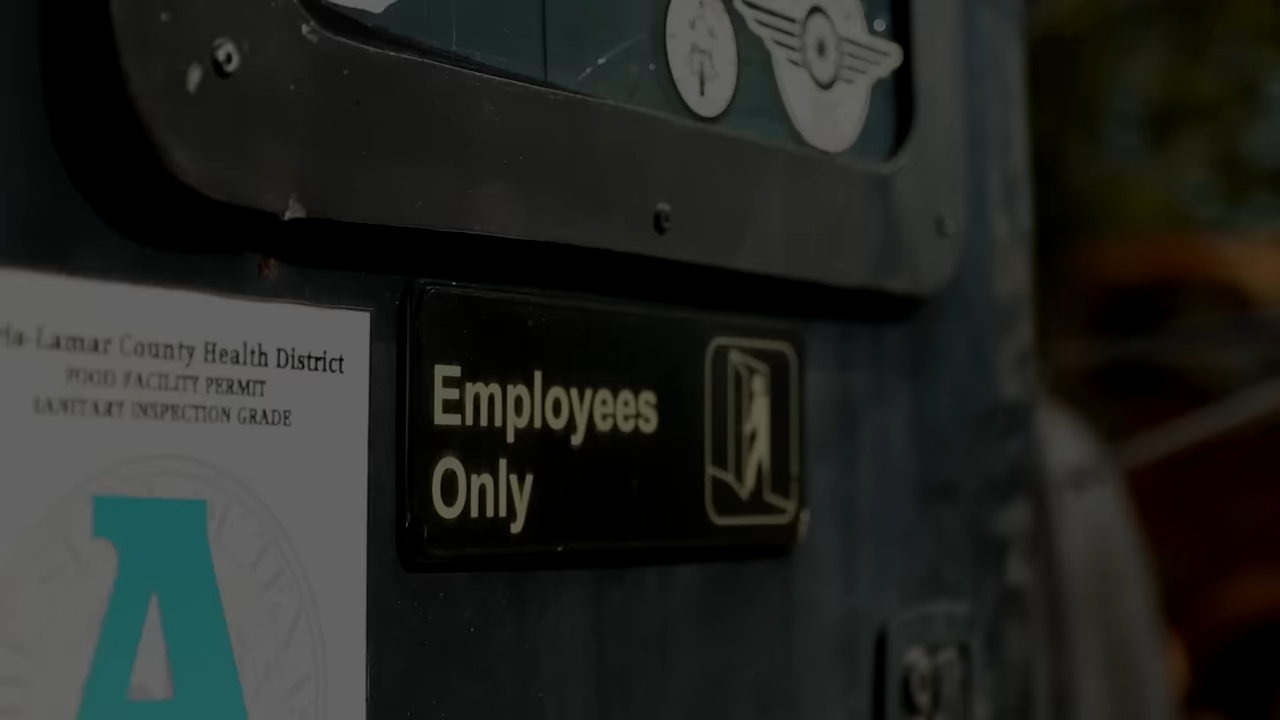 Lamar County Health District
FOOD FACILITY PERMIT
SANITARY INSPECTION GRADE
A
Employees
Only